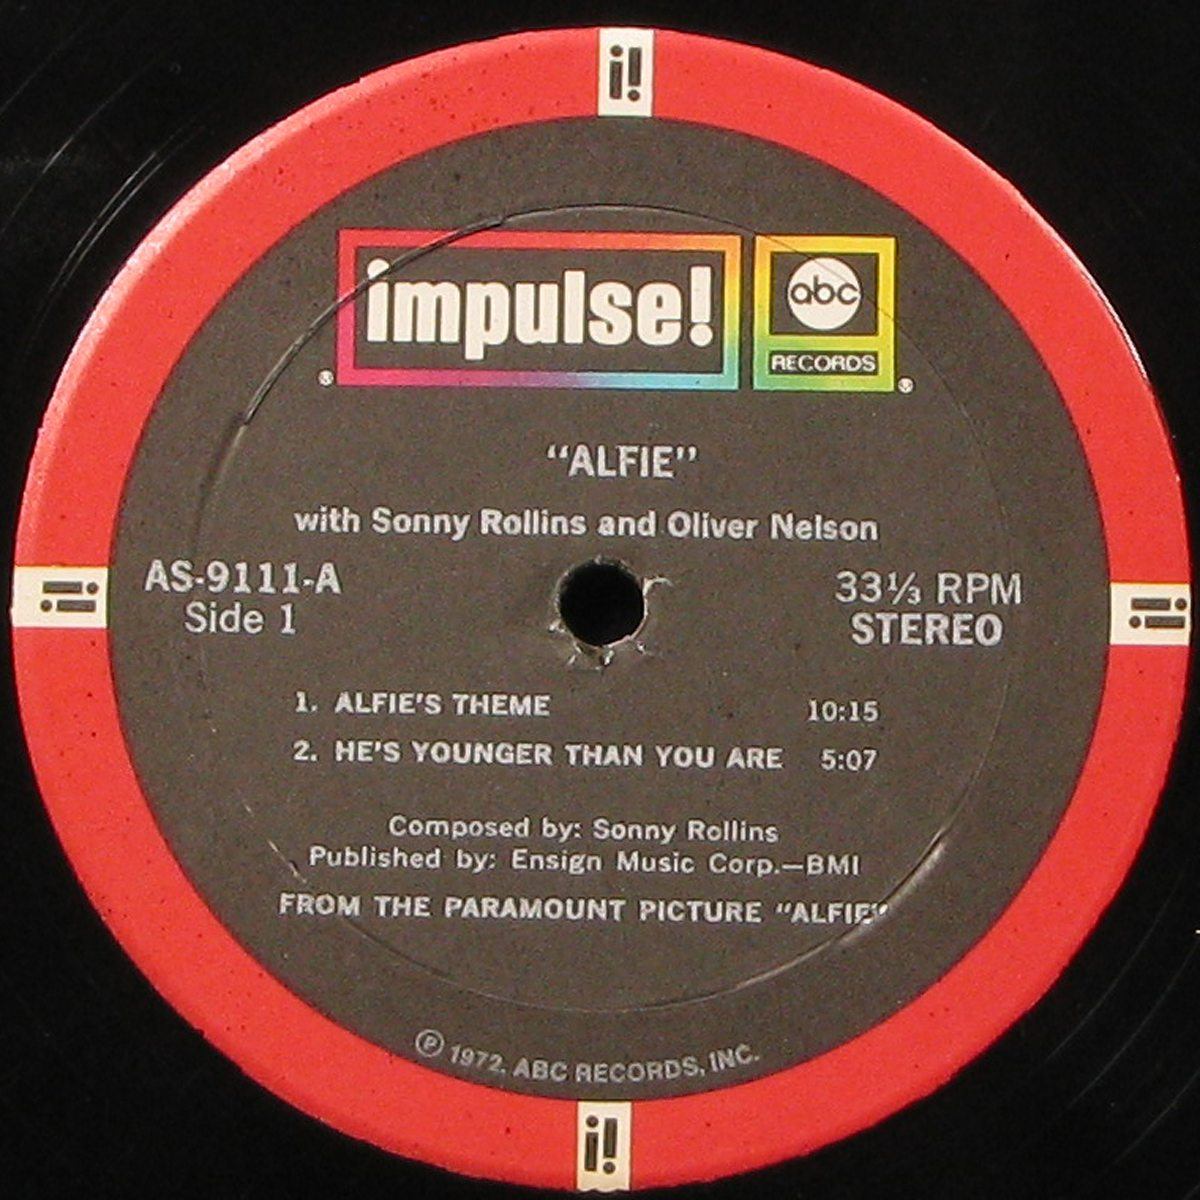 i!
impulse!
abc
RECORDS
®
®
"ALFIE"
with Sonny Rollins and Oliver Nelson
AS-9111-A
Side 1
33⅓ RPM
STEREO
i!
i!
1. ALFIE'S THEME 10:15
2. HE'S YOUNGER THAN YOU ARE 5:07
Composed by: Sonny Rollins
Published by: Ensign Music Corp.—BMI
FROM THE PARAMOUNT PICTURE "ALFIE"
℗ 1972, ABC RECORDS, INC.
i!